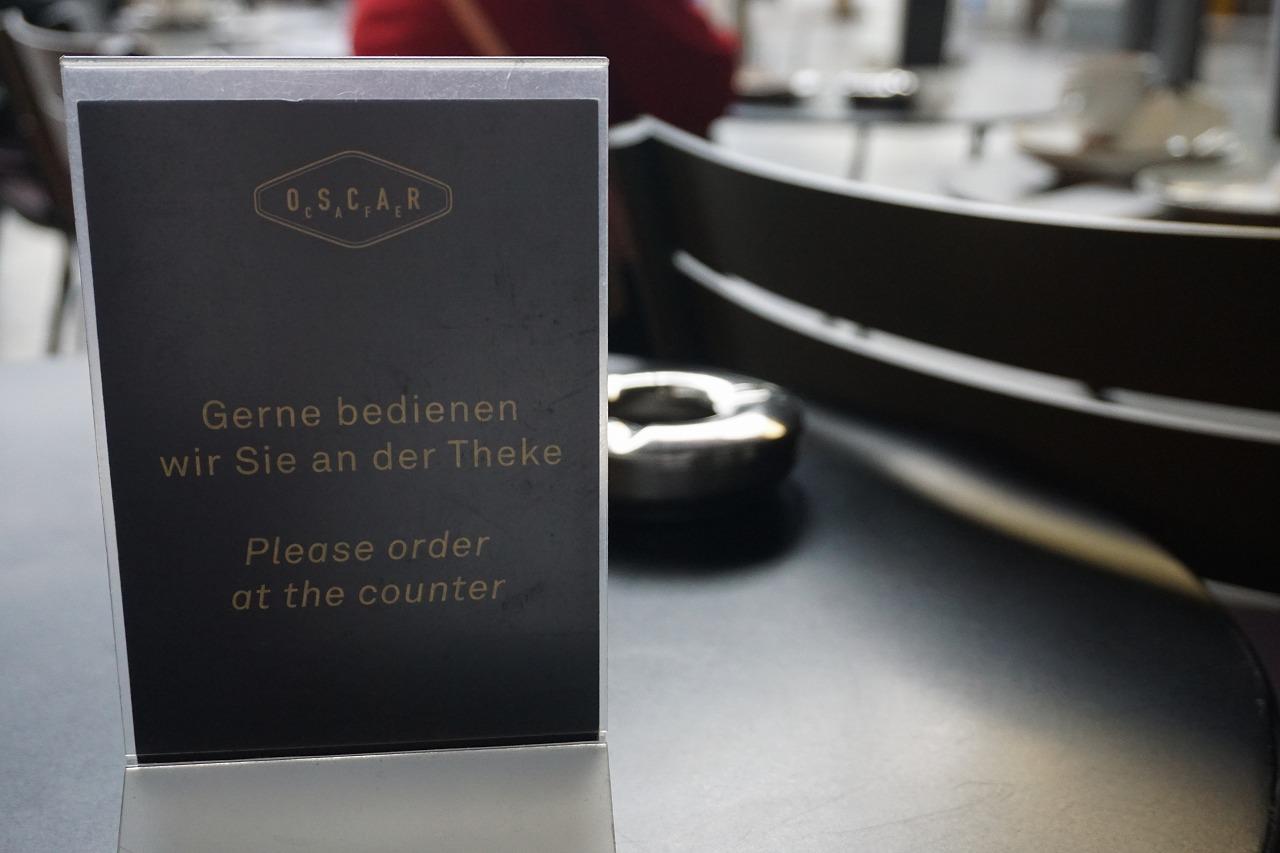 OSCAR
CAFE
Gerne bedienen
wir Sie an der Theke
Please order
at the counter